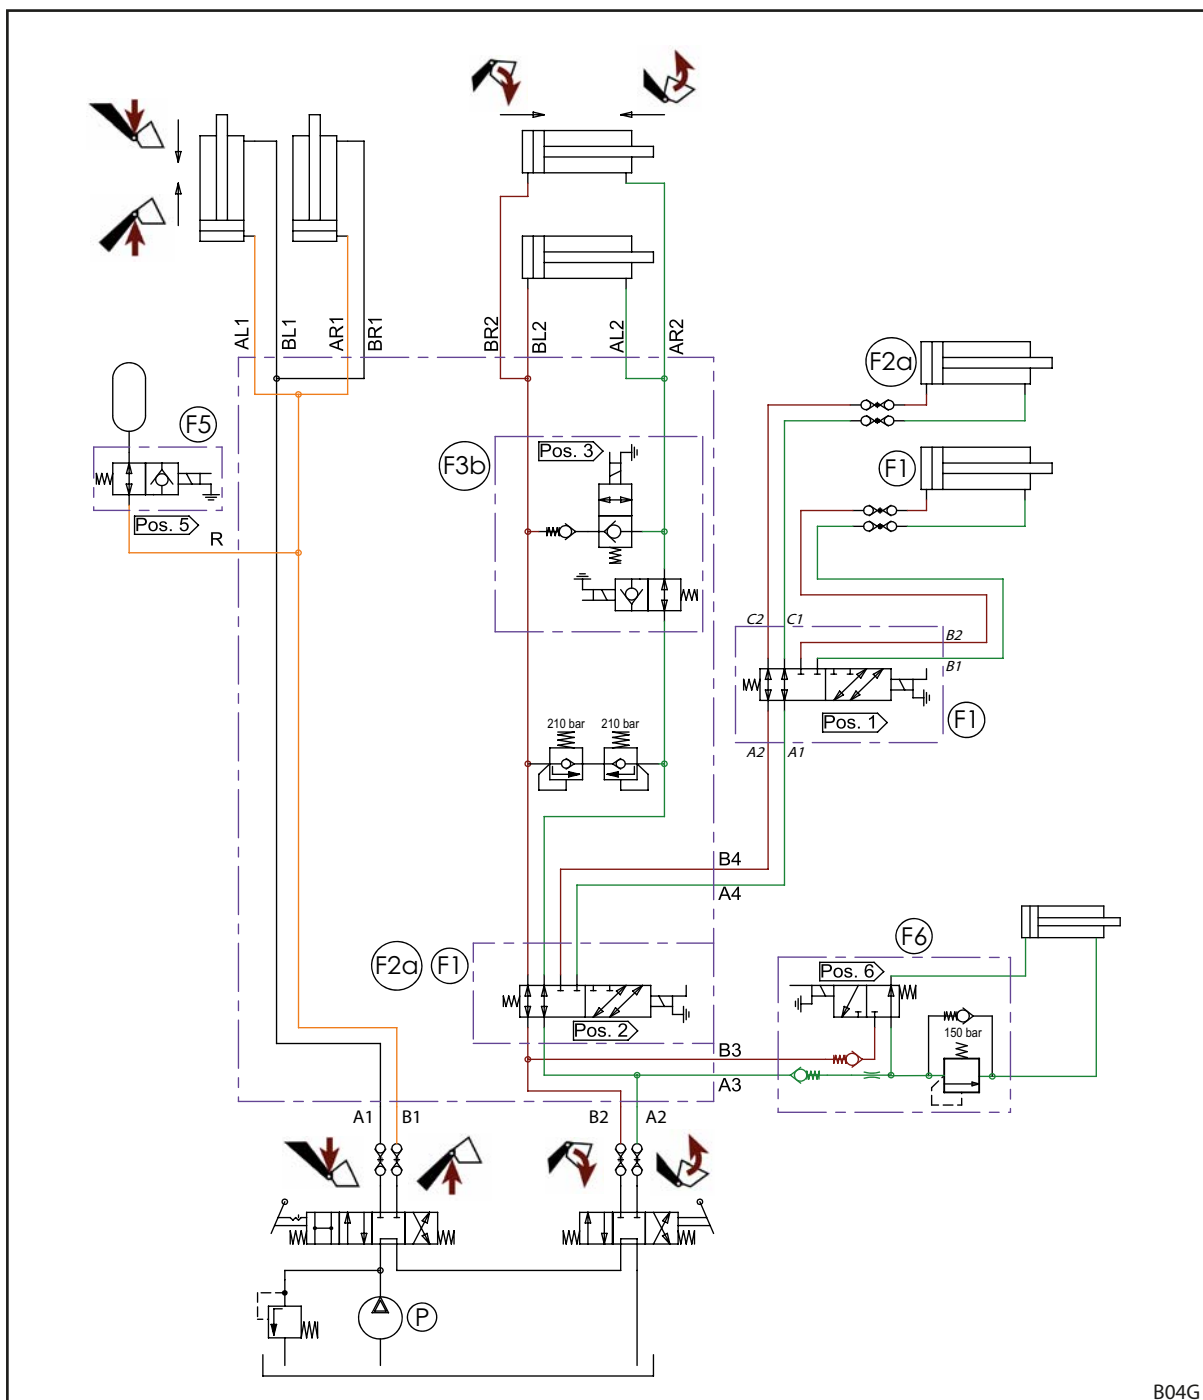 AL1
BL1
AR1
BR1
BR2
BL2
AL2
AR2
F2a
F5
F3b
Pos. 3
F1
Pos. 5
R
C2
C1
B2
B1
Pos. 1
F1
210 bar
210 bar
A2
A1
B4
A4
F2a
F1
F6
Pos. 6
Pos. 2
150 bar
B3
A3
A1
B1
B2
A2
P
B04G